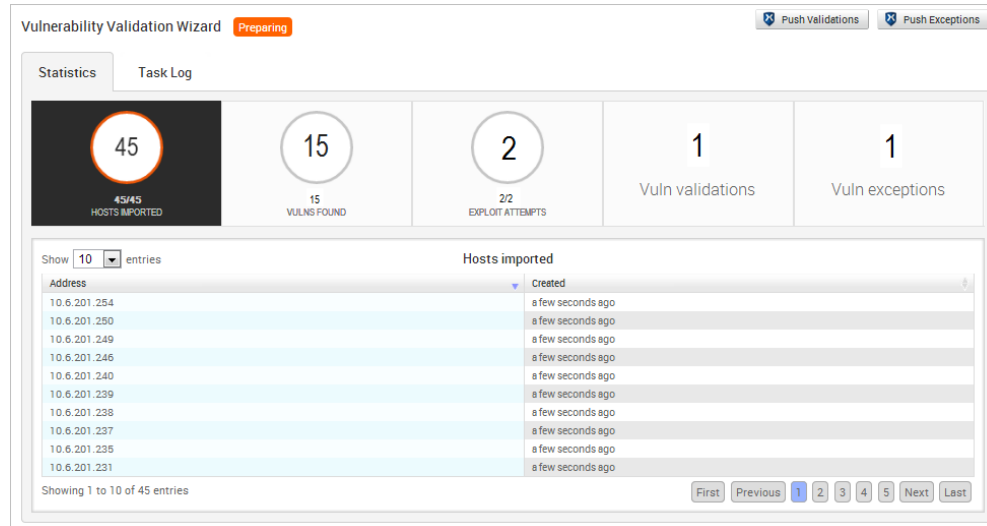 Vulnerability Validation Wizard Preparing Push Validations Push Exceptions
Statistics Task Log
45 15 2 1 1
Vuln validations Vuln exceptions
45/45 15 2/2
HOSTS IMPORTED VULNS FOUND EXPLOIT ATTEMPTS
Show 10 entries Hosts imported
Address Created
10.6.201.254 a few seconds ago
10.6.201.250 a few seconds ago
10.6.201.249 a few seconds ago
10.6.201.246 a few seconds ago
10.6.201.240 a few seconds ago
10.6.201.239 a few seconds ago
10.6.201.238 a few seconds ago
10.6.201.237 a few seconds ago
10.6.201.235 a few seconds ago
10.6.201.231 a few seconds ago
Showing 1 to 10 of 45 entries First Previous 1 2 3 4 5 Next Last